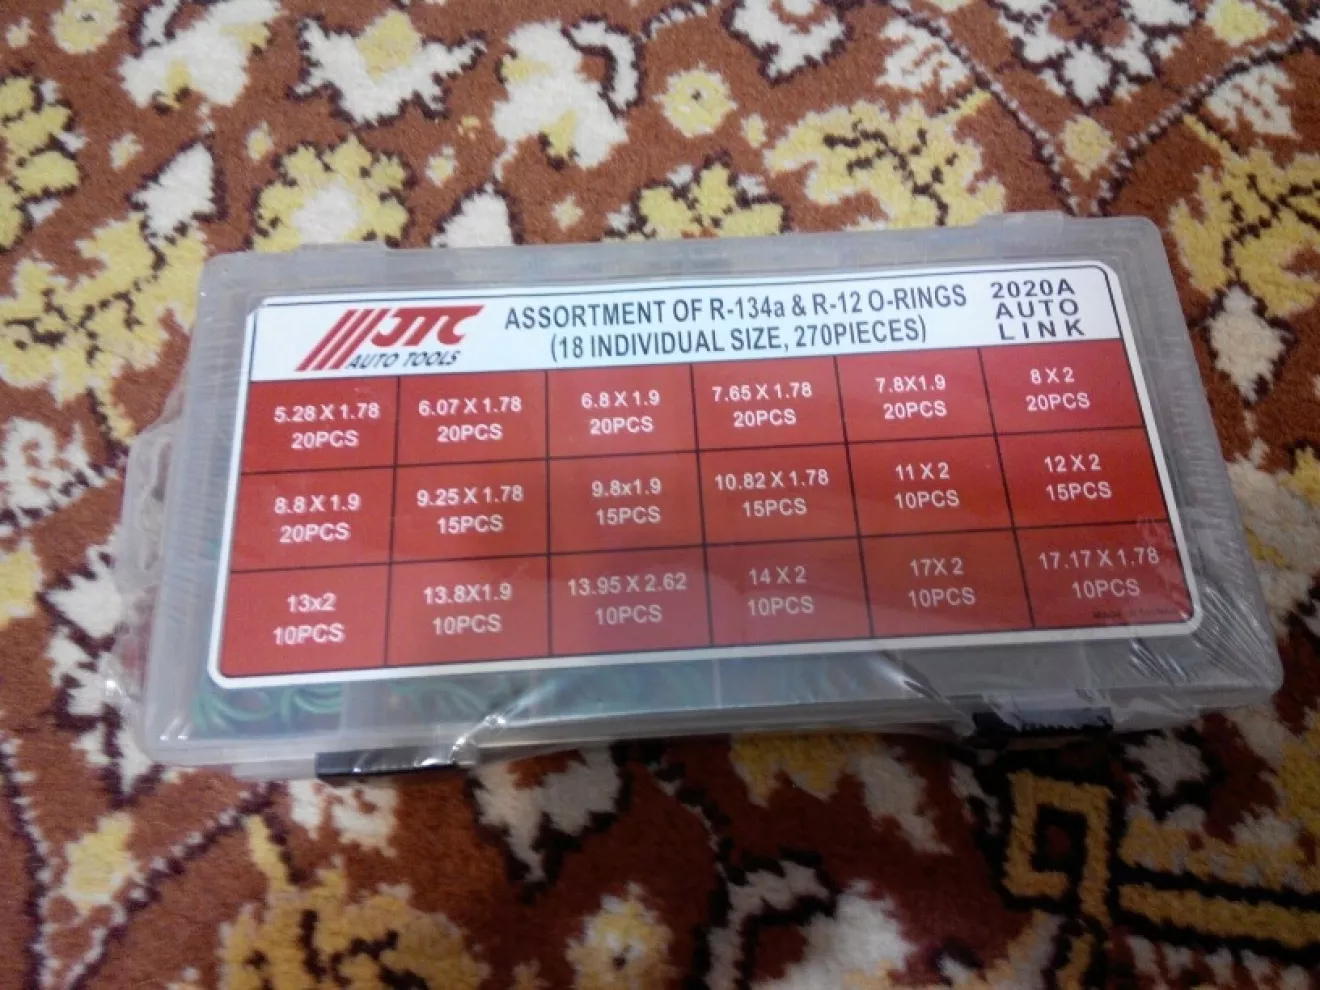 JTC
AUTO TOOLS
ASSORTMENT OF R-134a & R-12 O-RINGS
(18 INDIVIDUAL SIZE, 270PIECES)
2020A
AUTO
LINK
5.28 X 1.78
20PCS
6.07 X 1.78
20PCS
6.8 X 1.9
20PCS
7.65 X 1.78
20PCS
7.8X1.9
20PCS
8 X 2
20PCS
8.8 X 1.9
20PCS
9.25 X 1.78
15PCS
9.8x1.9
15PCS
10.82 X 1.78
15PCS
11 X 2
10PCS
12 X 2
15PCS
13x2
10PCS
13.8X1.9
10PCS
13.95 X 2.62
10PCS
14 X 2
10PCS
17X 2
10PCS
17.17 X 1.78
10PCS